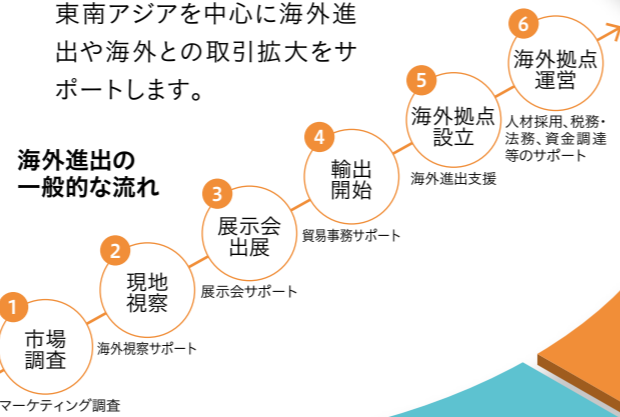 東南アジアを中心に海外進
出や海外との取引拡大をサ
ポートします。
海外進出の
一般的な流れ
1
市場
調査
マーケティング調査
2
現地
視察
海外視察サポート
3
展示会
出展
展示会サポート
4
輸出
開始
貿易事務サポート
5
海外拠点
設立
海外進出支援
6
海外拠点
運営
人材採用、税務・
法務、資金調達
等のサポート